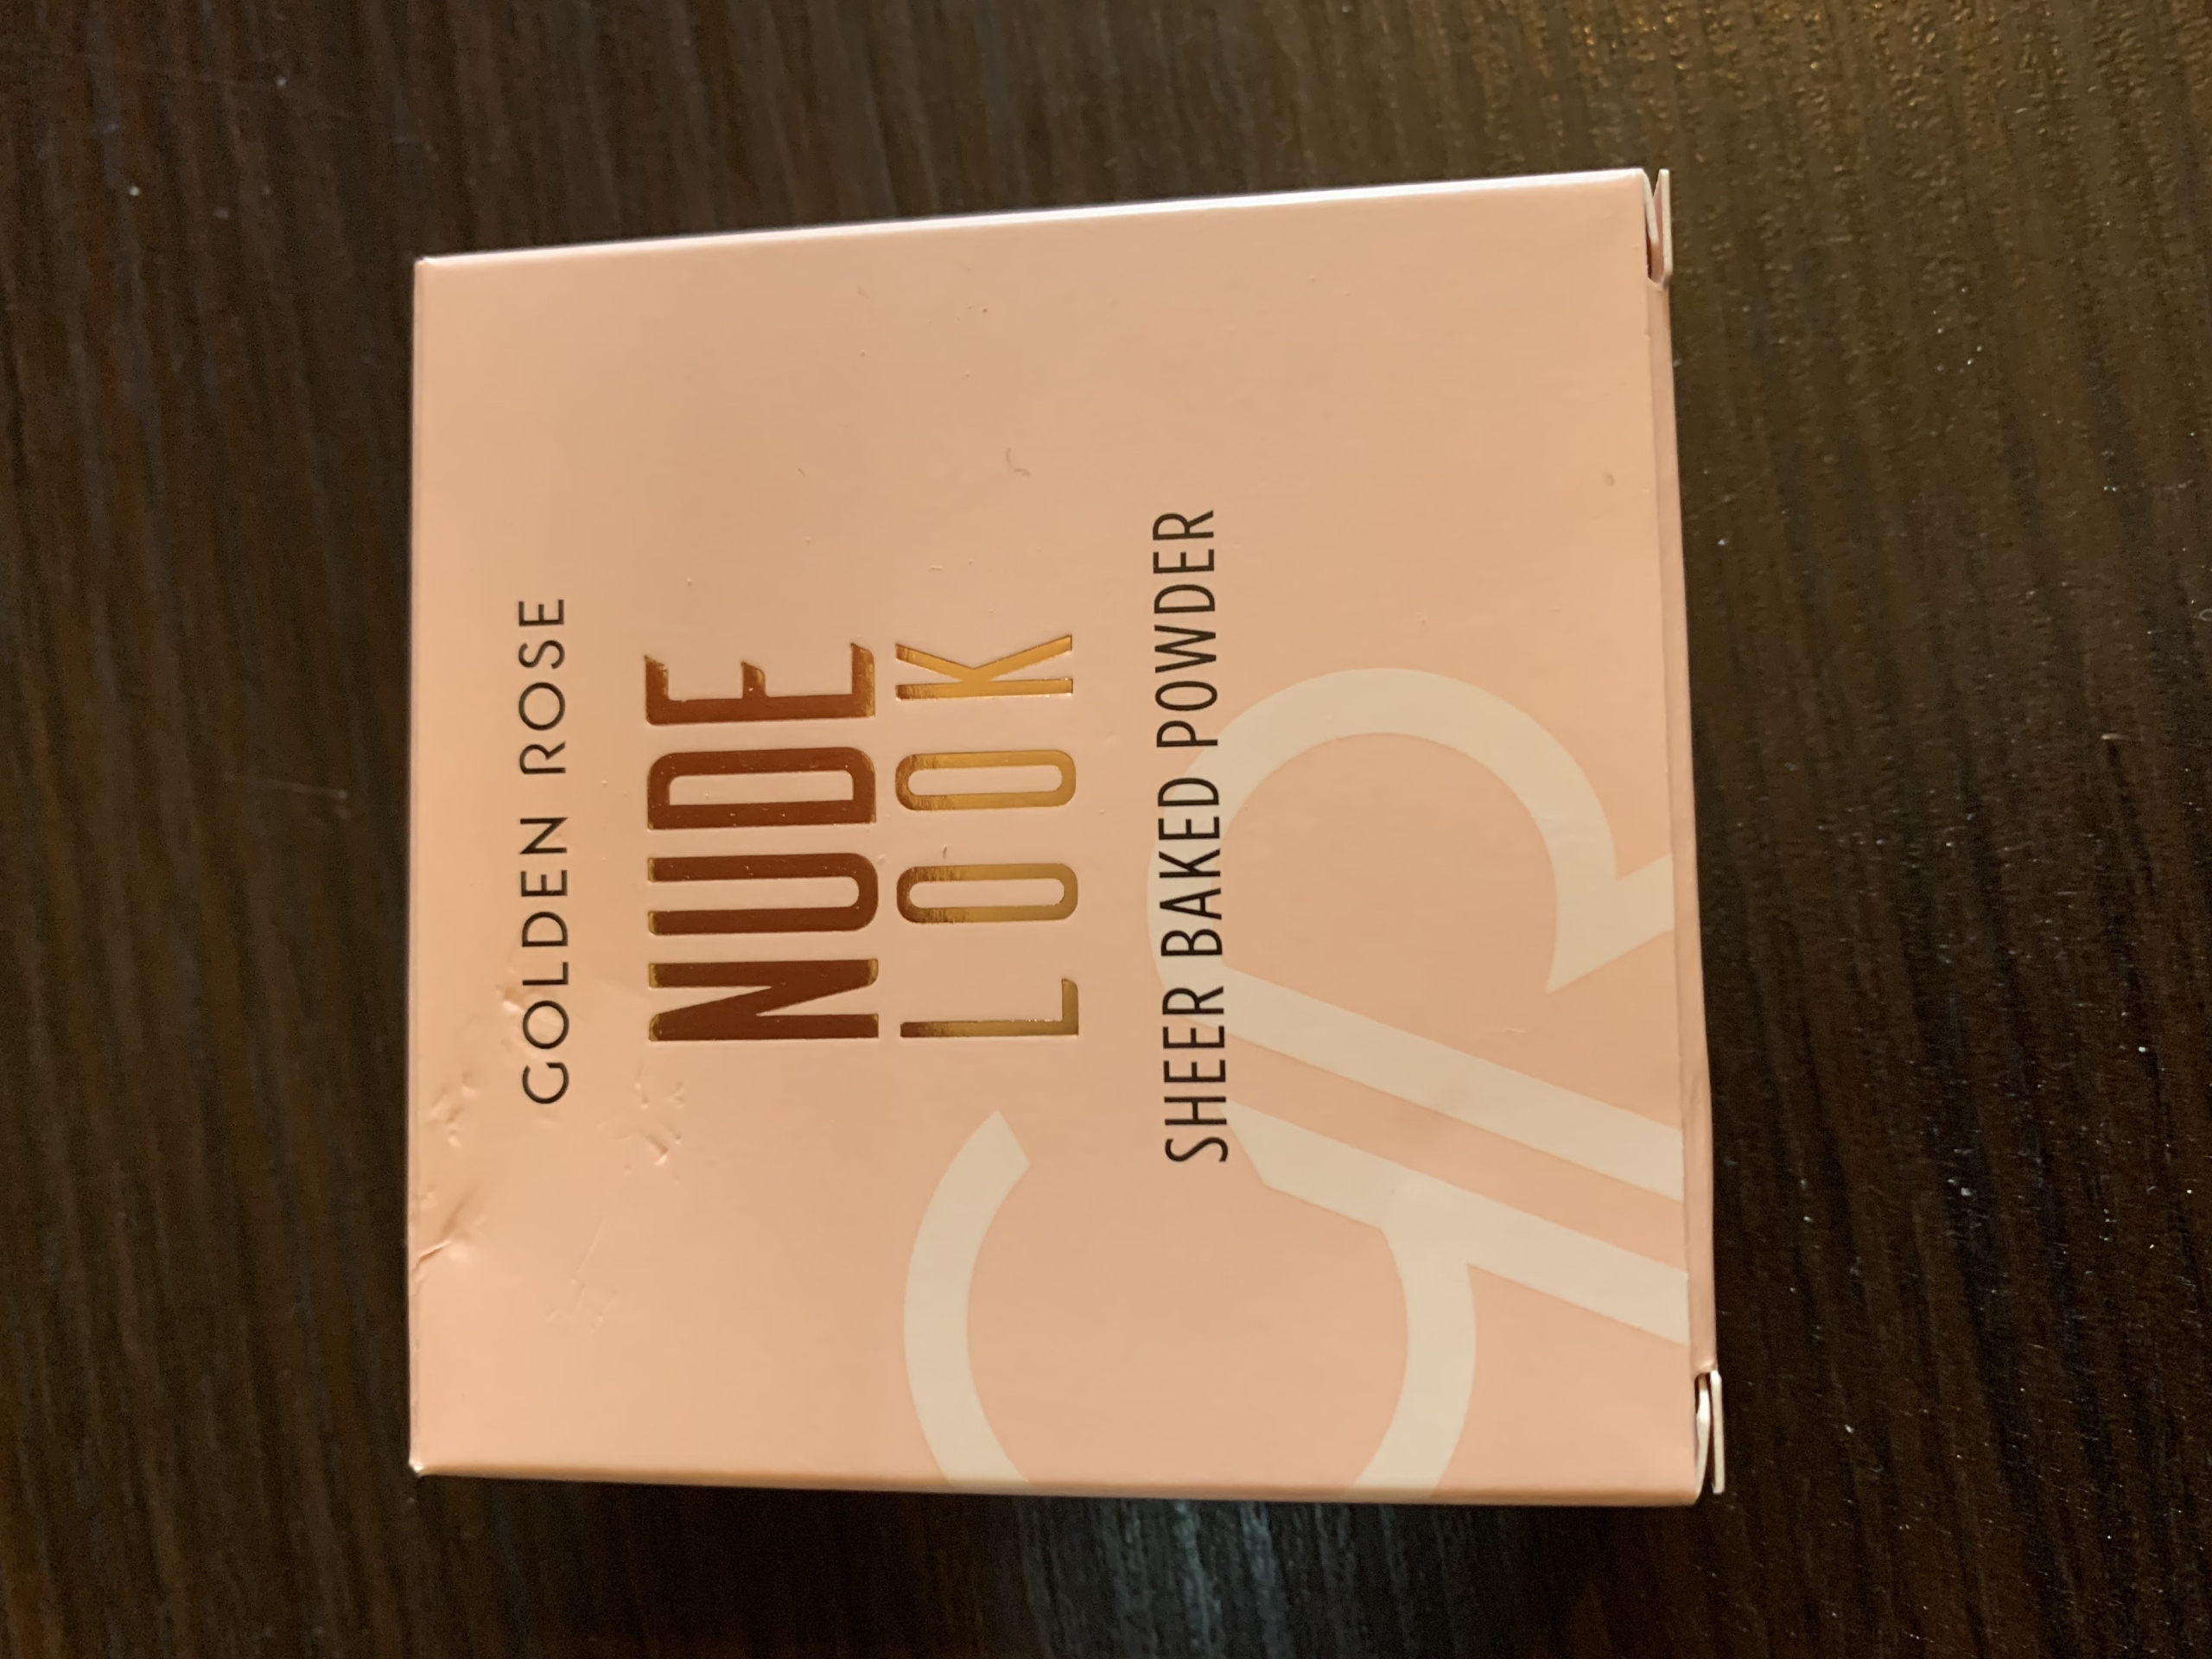 GOLDEN ROSE
NUDE
LOOK
SHEER BAKED POWDER